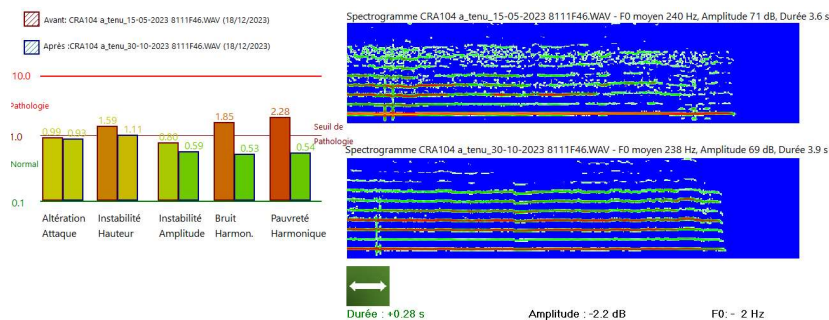 Avant: CRA104 a_tenu_15-05-2023 8111F46.WAV (18/12/2023)
Après :CRA104 a_tenu_30-10-2023 8111F46.WAV (18/12/2023)
10.0
Pathologie
1.0
Normal
0.1
0.99 0.93 1.59 1.11 0.80 0.59 1.85 0.53 2.28 0.54
Seuil de
Pathologie
Altération
Attaque
Instabilité
Hauteur
Instabilité
Amplitude
Bruit
Harmon.
Pauvreté
Harmonique
Spectrogramme CRA104 a_tenu_15-05-2023 8111F46.WAV - F0 moyen 240 Hz, Amplitude 71 dB, Durée 3.6 s
Spectrogramme CRA104 a_tenu_30-10-2023 8111F46.WAV - F0 moyen 238 Hz, Amplitude 69 dB, Durée 3.9 s
Durée : +0.28 s
Amplitude : -2.2 dB
F0: - 2 Hz